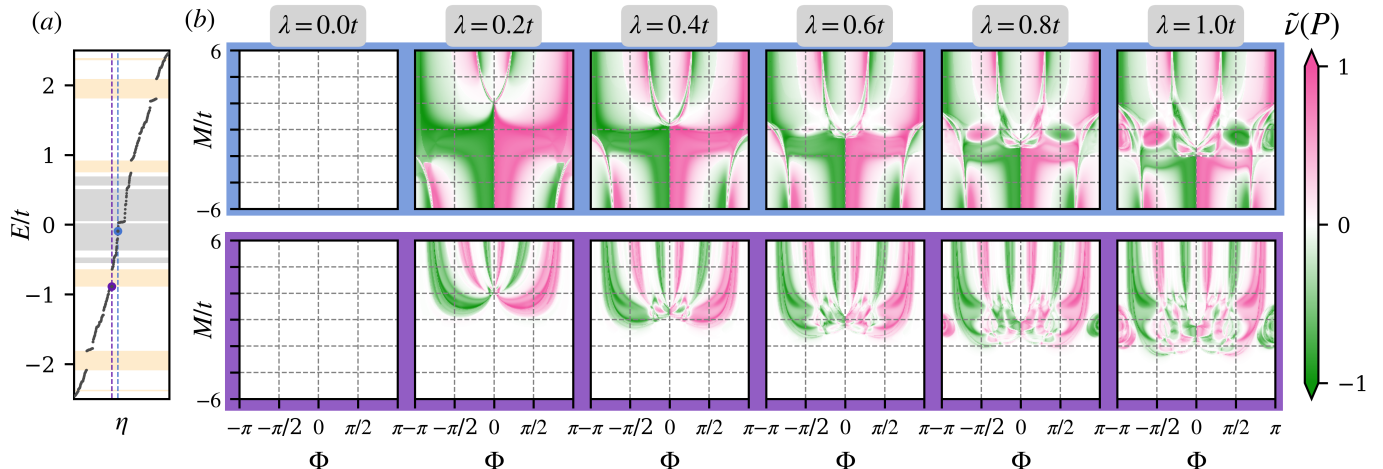 (a)
E/t
2
1
0
−1
−2
η
(b)
λ = 0.0t
λ = 0.2t
λ = 0.4t
λ = 0.6t
λ = 0.8t
λ = 1.0t
ν̃(P)
6
M/t
−6
6
M/t
−6
−π −π/2 0 π/2 π
−π −π/2 0 π/2 π
−π −π/2 0 π/2 π
−π −π/2 0 π/2 π
−π −π/2 0 π/2 π
−π −π/2 0 π/2 π
Φ Φ Φ Φ Φ Φ
1
0
−1